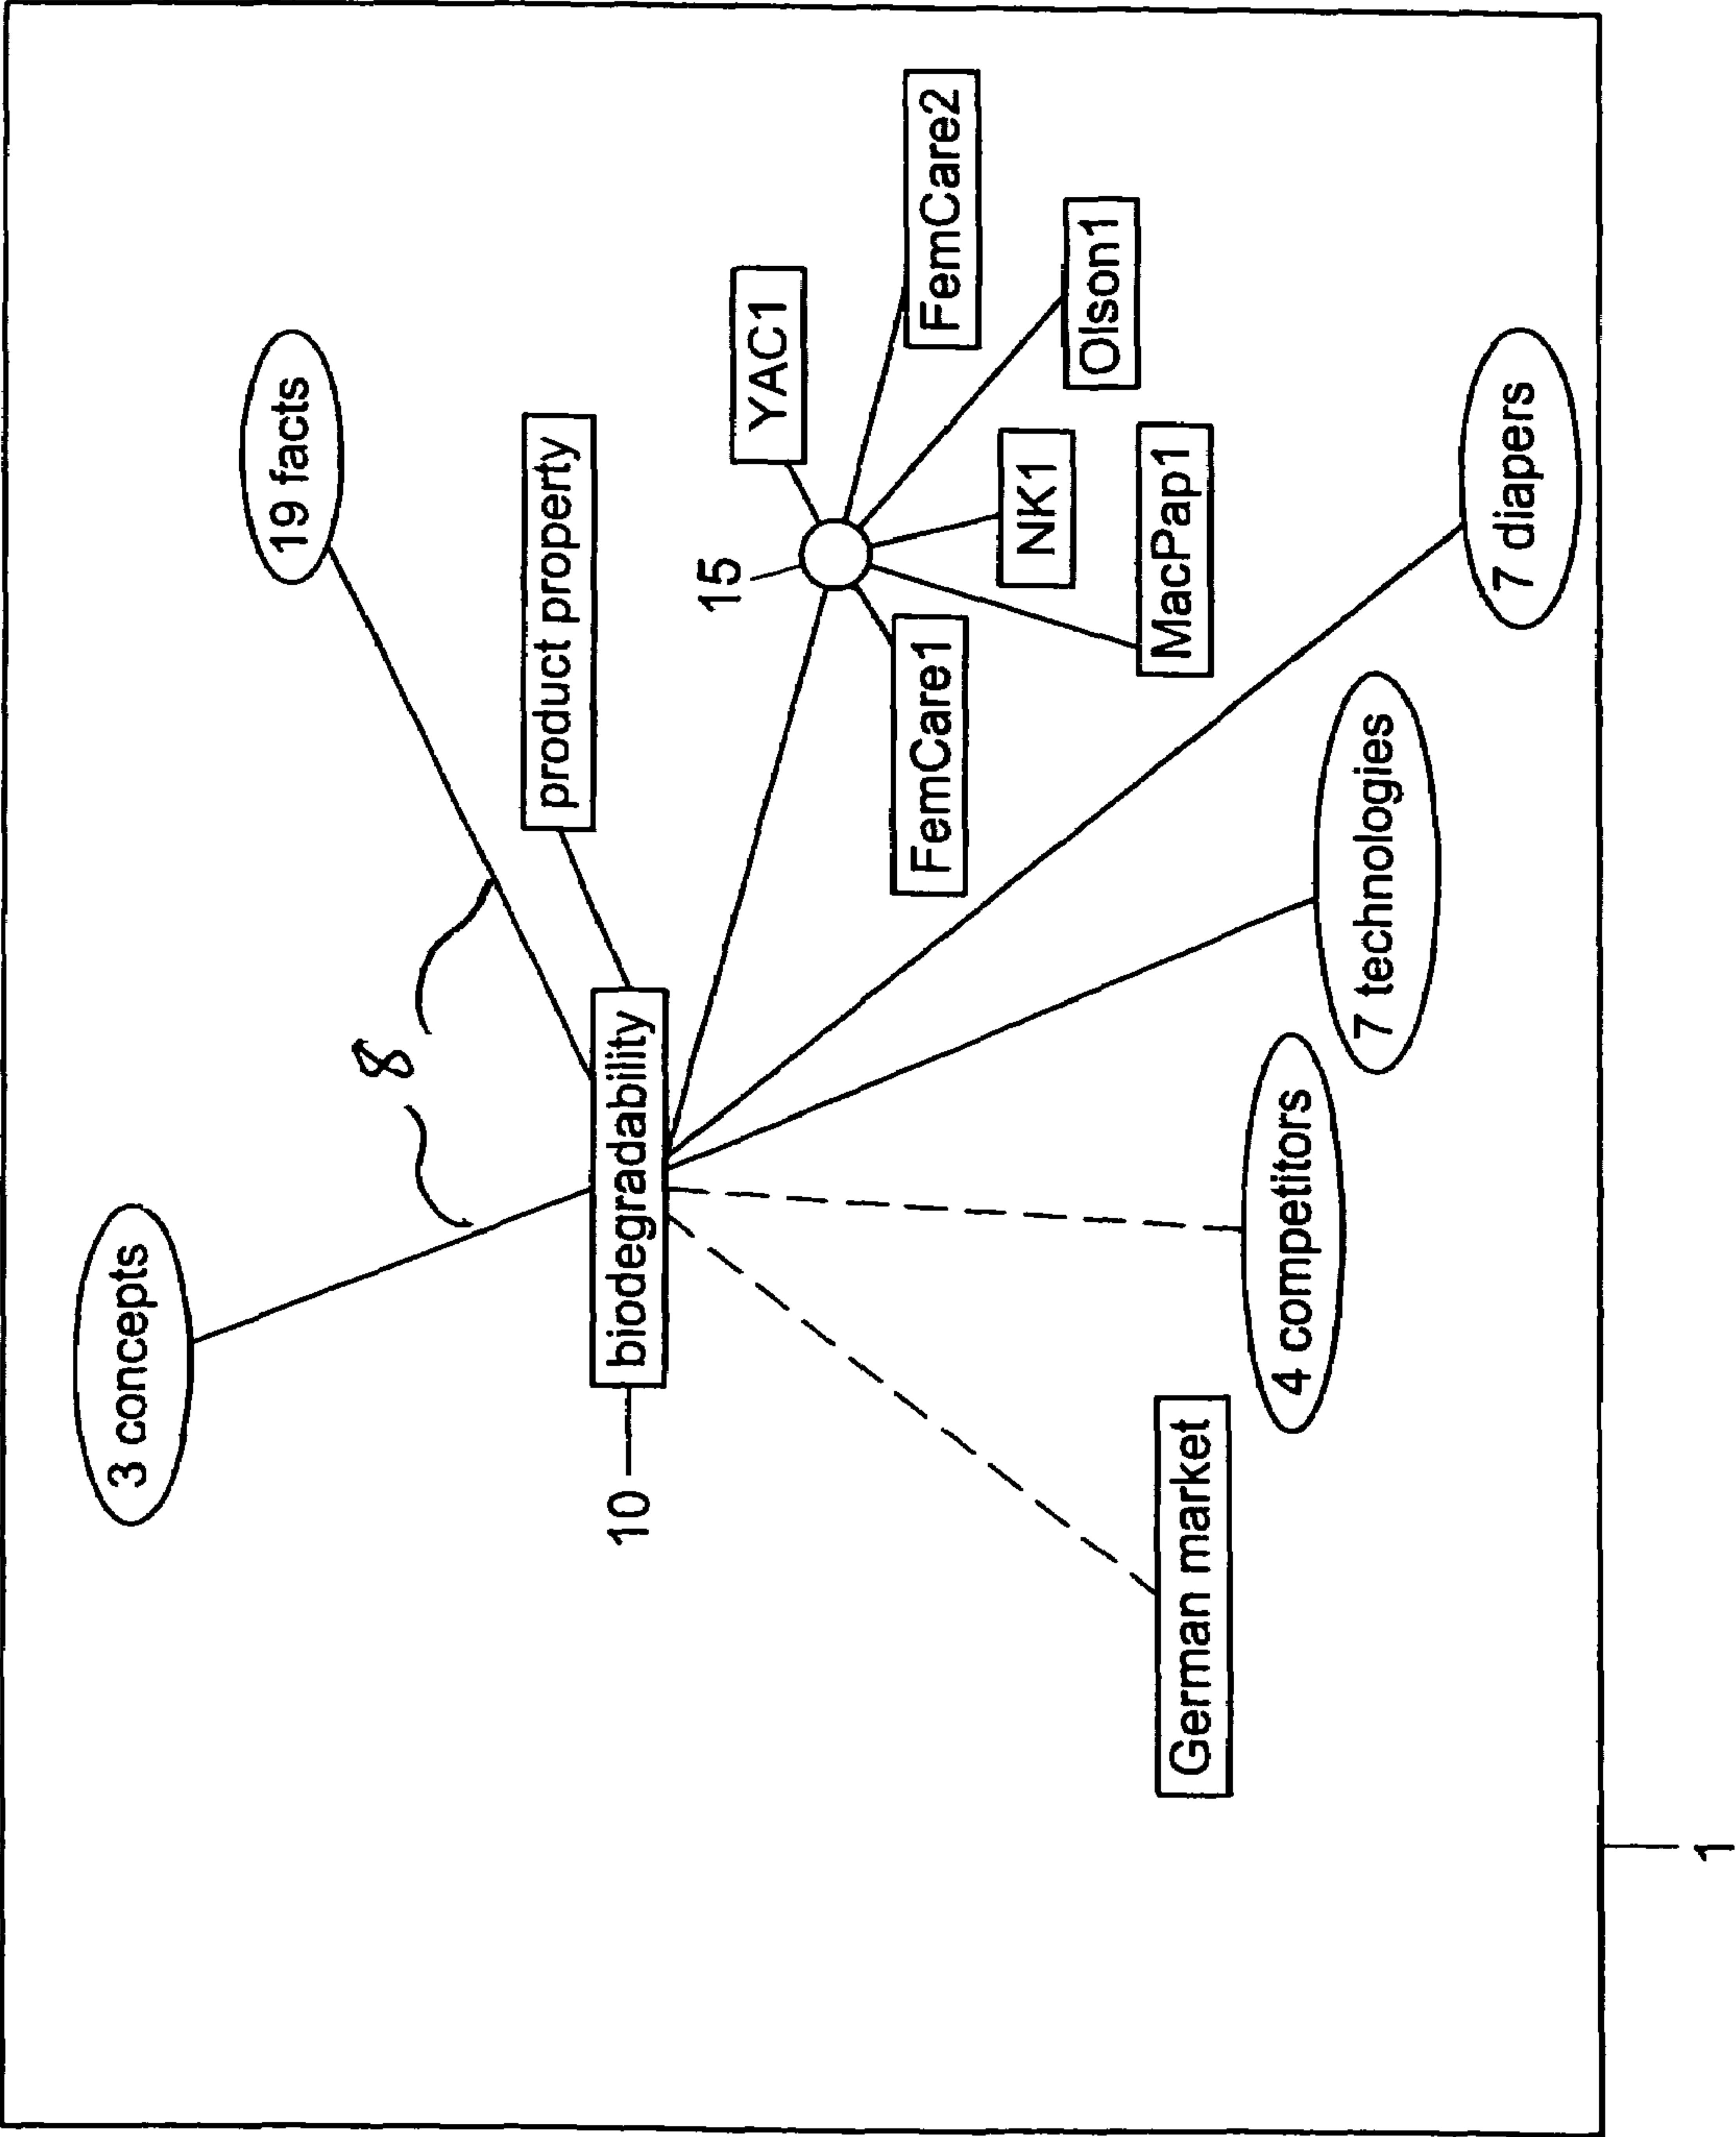 3 concepts
19 facts
8
10
biodegradability
product property
15
YAC1
FemCare1
FemCare2
NK1
Olson1
MacPap1
German market
4 competitors
7 technologies
7 diapers
1